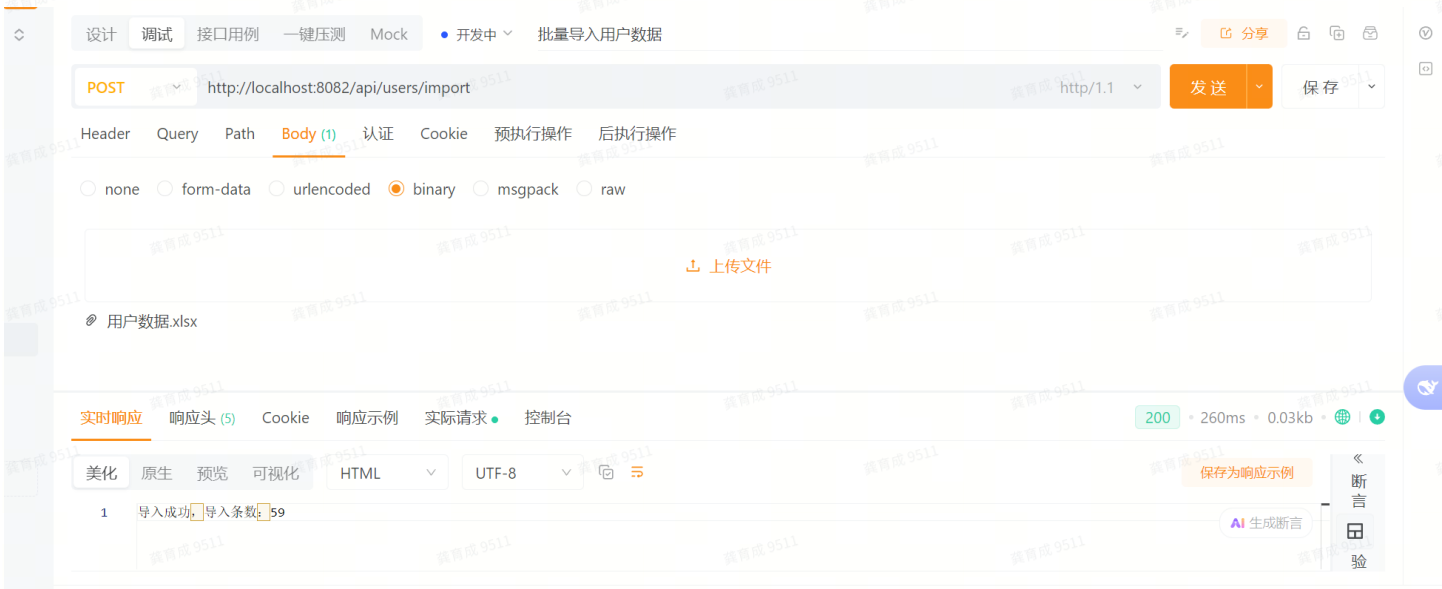 设计 调试 接口用例 一键压测 Mock 开发中 批量导入用户数据 分享
POST http://localhost:8082/api/users/import http/1.1 发送 保存
Header Query Path Body (1) 认证 Cookie 预执行操作 后执行操作
none form-data urlencoded binary msgpack raw
上传文件
用户数据.xlsx
实时响应 响应头 (5) Cookie 响应示例 实际请求 控制台 200 260ms 0.03kb
美化 原生 预览 可视化 HTML UTF-8 保存为响应示例
断
言
1 导入成功，导入条数：59
AI 生成断言
验
龚育成 9511